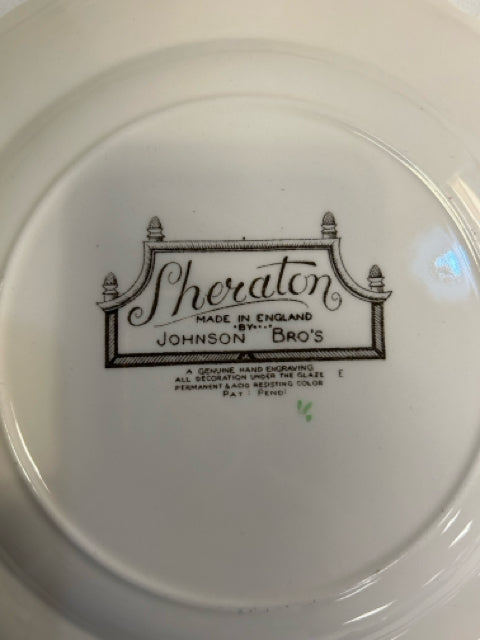 Sheraton
MADE IN ENGLAND
"BY"
JOHNSON BRO'S
A GENUINE HAND ENGRAVING
ALL DECORATION UNDER THE GLAZE E
PERMANENT & ACID RESISTING COLOR
PAT: PEND: